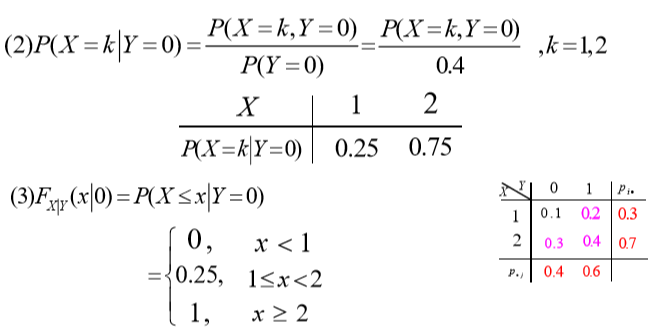 (2)P(X=k|Y=0)=P(X=k,Y=0)/P(Y=0)=P(X=k,Y=0)/0.4 ,k=1,2
X 1 2
P(X=k|Y=0) 0.25 0.75
(3)F_{X|Y}(x|0)=P(X≤x|Y=0)
={0, x<1
0.25, 1≤x<2
1, x≥2
X Y 0 1 p_{i•}
1 0.1 0.2 0.3
2 0.3 0.4 0.7
P_{•j} 0.4 0.6